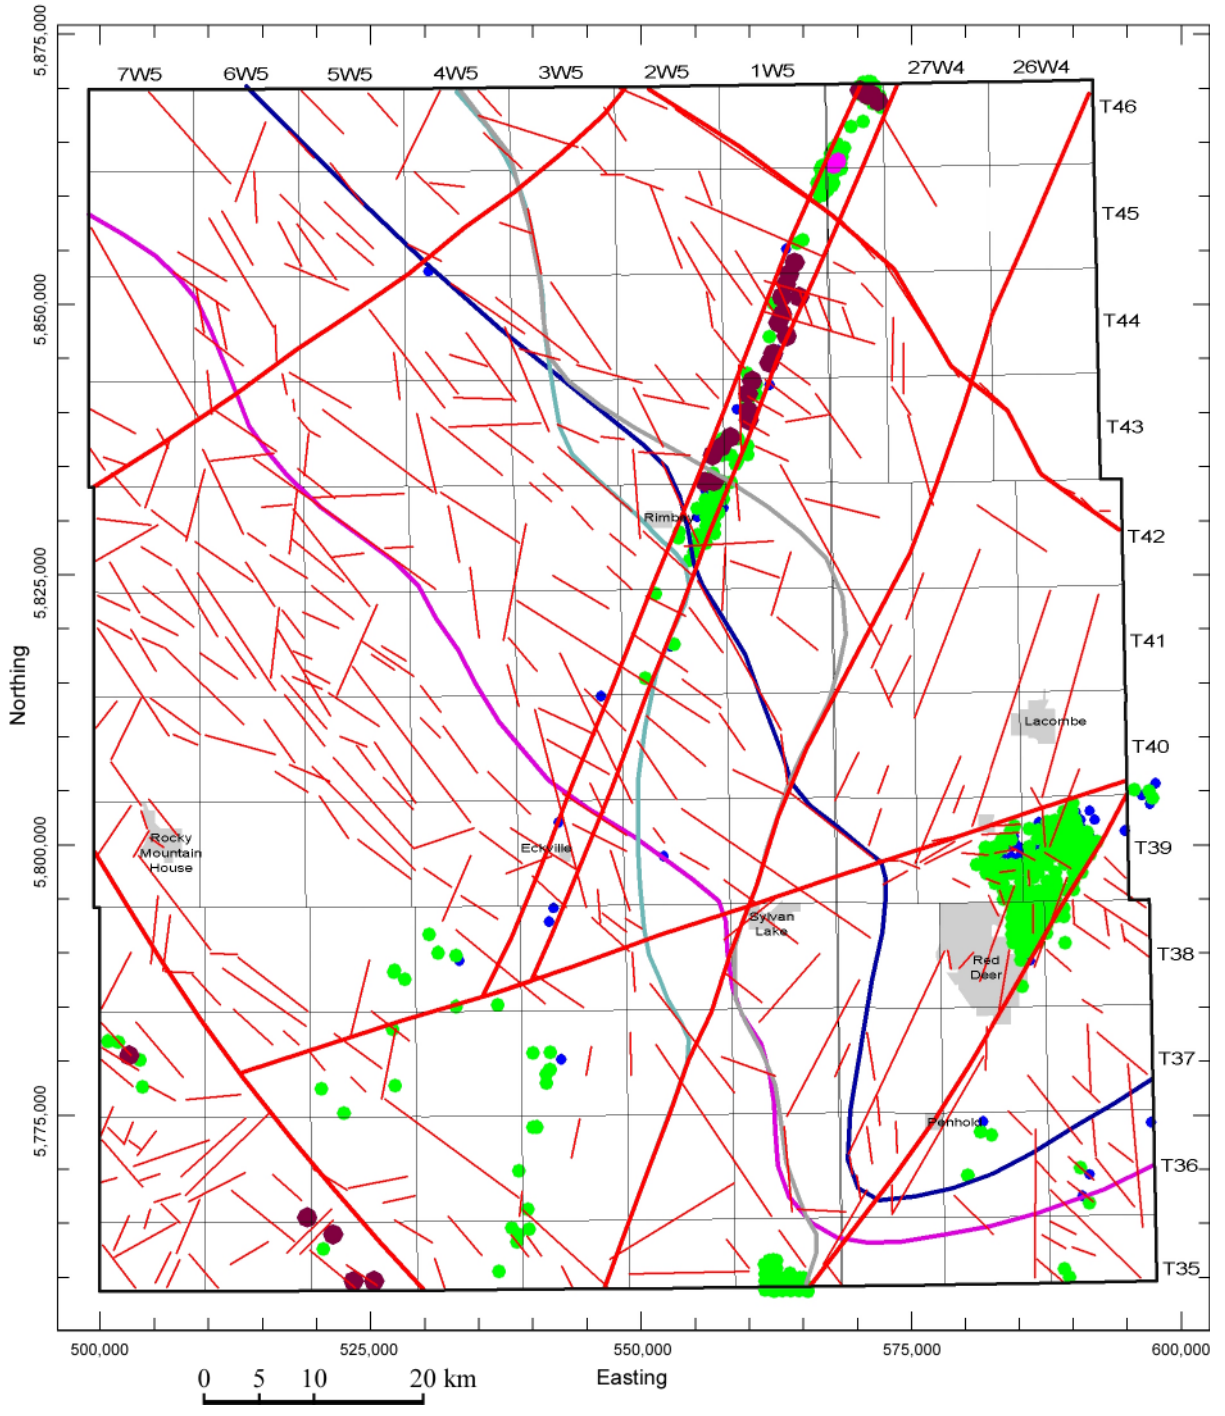 5,875,000
7W5 6W5 5W5 4W5 3W5 2W5 1W5 27W4 26W4
T46
T45
5,850,000
T44
T43
Rimbey
T42
5,825,000
T41
Northing
Lacombe
T40
Rocky
Mountain
House
Eckville
5,800,000
T39
Sylvan
Lake
Red
Deer
T38
T37
5,775,000
Penhold
T36
T35
500,000 525,000 550,000 575,000 600,000
Easting
0 5 10 20 km